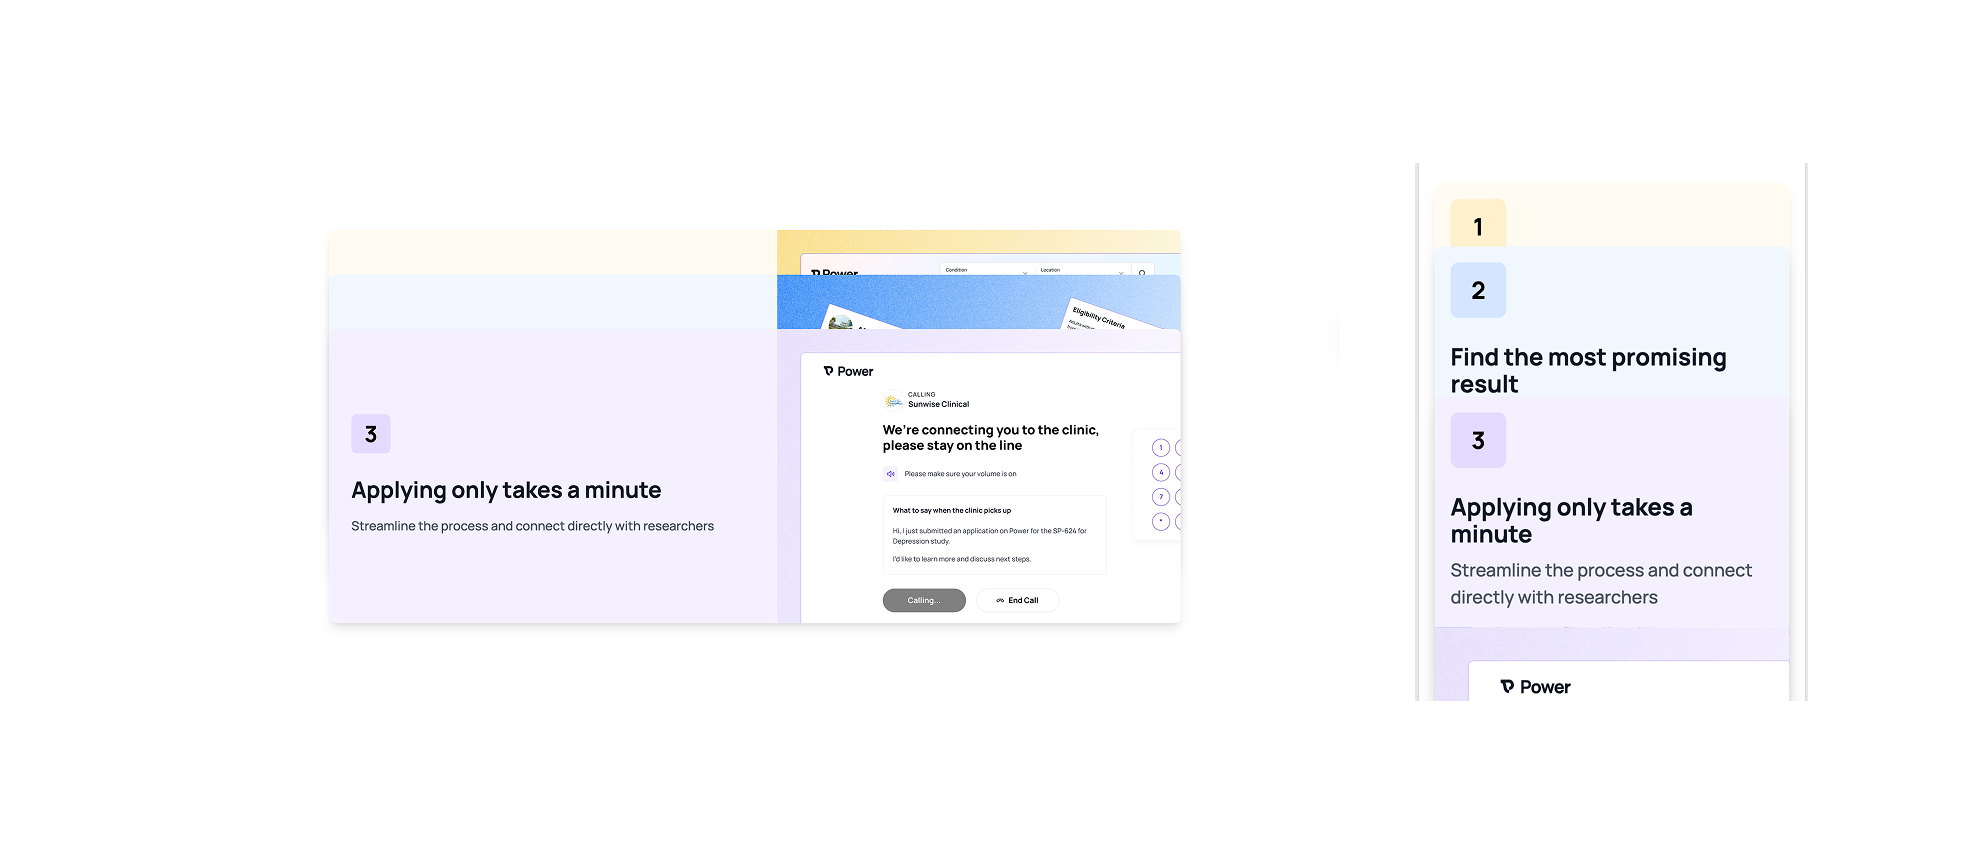 Power
Condition
Location
Eligibility Criteria
3
Applying only takes a minute
Streamline the process and connect directly with researchers
Power
CALLING
Sunwise Clinical
We're connecting you to the clinic,
please stay on the line
Please make sure your volume is on
What to say when the clinic picks up
Hi, I just submitted an application on Power for the SP-624 for
Depression study.
I'd like to learn more and discuss next steps.
Calling...
End Call
1
4
7
*
1
2
Find the most promising
result
3
Applying only takes a
minute
Streamline the process and connect
directly with researchers
Power